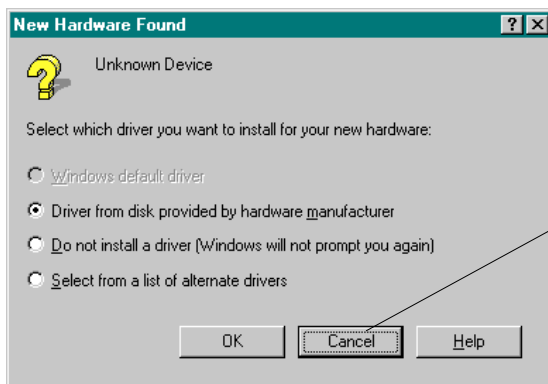 New Hardware Found
Unknown Device
Select which driver you want to install for your new hardware:
Windows default driver
Driver from disk provided by hardware manufacturer
Do not install a driver (Windows will not prompt you again)
Select from a list of alternate drivers
OK Cancel Help